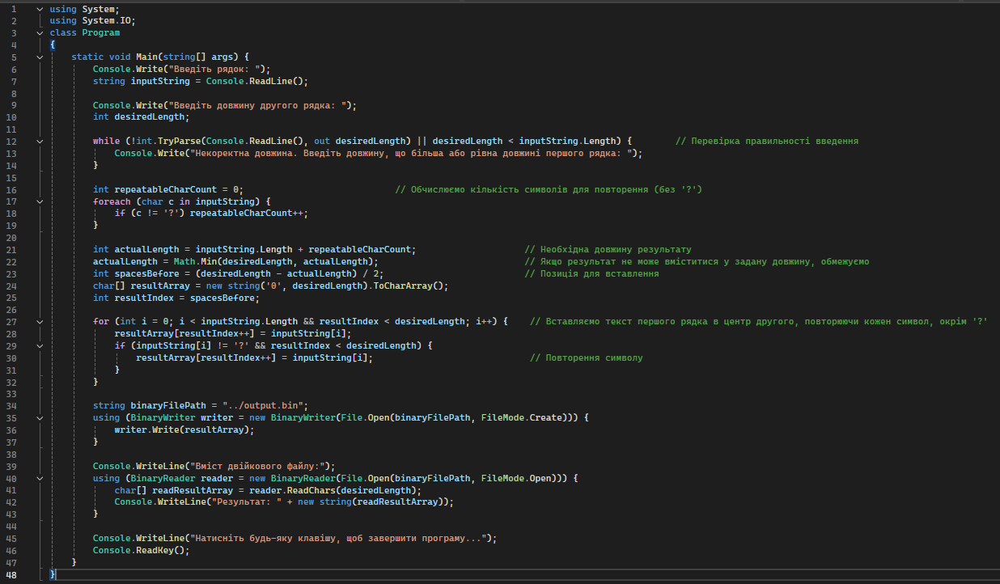 1 using System;
2 using System.IO;
3 class Program
4 {
5 static void Main(string[] args) {
6 Console.Write("Введіть рядок: ");
7 string inputString = Console.ReadLine();
8
9 Console.Write("Введіть довжину другого рядка: ");
10 int desiredLength;
11
12 while (!int.TryParse(Console.ReadLine(), out desiredLength) || desiredLength < inputString.Length) { // Перевірка правильності введення
13 Console.Write("Некоректна довжина. Введіть довжину, що більша або рівна довжині першого рядка: ");
14 }
15
16 int repeatableCharCount = 0; // Обчислюємо кількість символів для повторення (без '?')
17 foreach (char c in inputString) {
18 if (c != '?') repeatableCharCount++;
19 }
20
21 int actualLength = inputString.Length + repeatableCharCount; // Необхідна довжину результату
22 actualLength = Math.Min(desiredLength, actualLength); // Якщо результат не може вміститися у задану довжину, обмежуємо
23 int spacesBefore = (desiredLength - actualLength) / 2; // Позиція для вставлення
24 char[] resultArray = new string('0', desiredLength).ToCharArray();
25 int resultIndex = spacesBefore;
26
27 for (int i = 0; i < inputString.Length && resultIndex < desiredLength; i++) { // Вставляємо текст першого рядка в центр другого, повторюючи кожен символ, окрім '?'
28 resultArray[resultIndex++] = inputString[i];
29 if (inputString[i] != '?' && resultIndex < desiredLength) {
30 resultArray[resultIndex++] = inputString[i]; // Повторення символу
31 }
32 }
33
34 string binaryFilePath = "../output.bin";
35 using (BinaryWriter writer = new BinaryWriter(File.Open(binaryFilePath, FileMode.Create))) {
36 writer.Write(resultArray);
37 }
38
39 Console.WriteLine("Вміст двійкового файлу:");
40 using (BinaryReader reader = new BinaryReader(File.Open(binaryFilePath, FileMode.Open))) {
41 char[] readResultArray = reader.ReadChars(desiredLength);
42 Console.WriteLine("Результат: " + new string(readResultArray));
43 }
44
45 Console.WriteLine("Натисніть будь-яку клавішу, щоб завершити програму...");
46 Console.ReadKey();
47 }
48 }